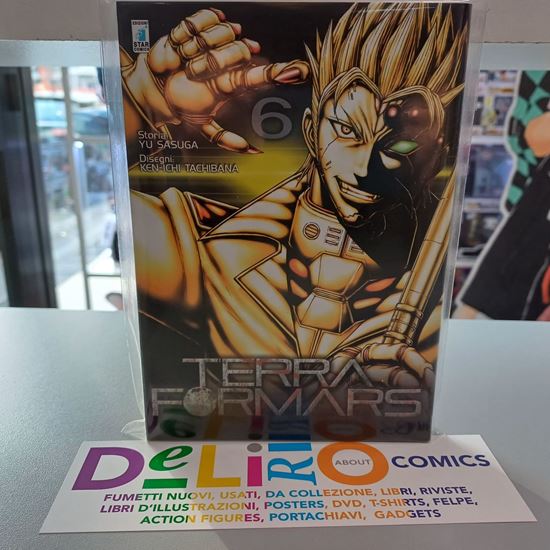 EDIZIONI
STAR
COMICS
6
Storia:
YU SASUGA
Disegni:
KEN-ICHI TACHIBANA
TERRA
FORMARS
DeLiRIO
ABOUT
COMICS
FUMETTI NUOVI, USATI, DA COLLEZIONE, LIBRI, RIVISTE,
LIBRI D'ILLUSTRAZIONI, POSTERS, DVD, T-SHIRTS, FELPE,
ACTION FIGURES, PORTACHIAVI, GADGETS